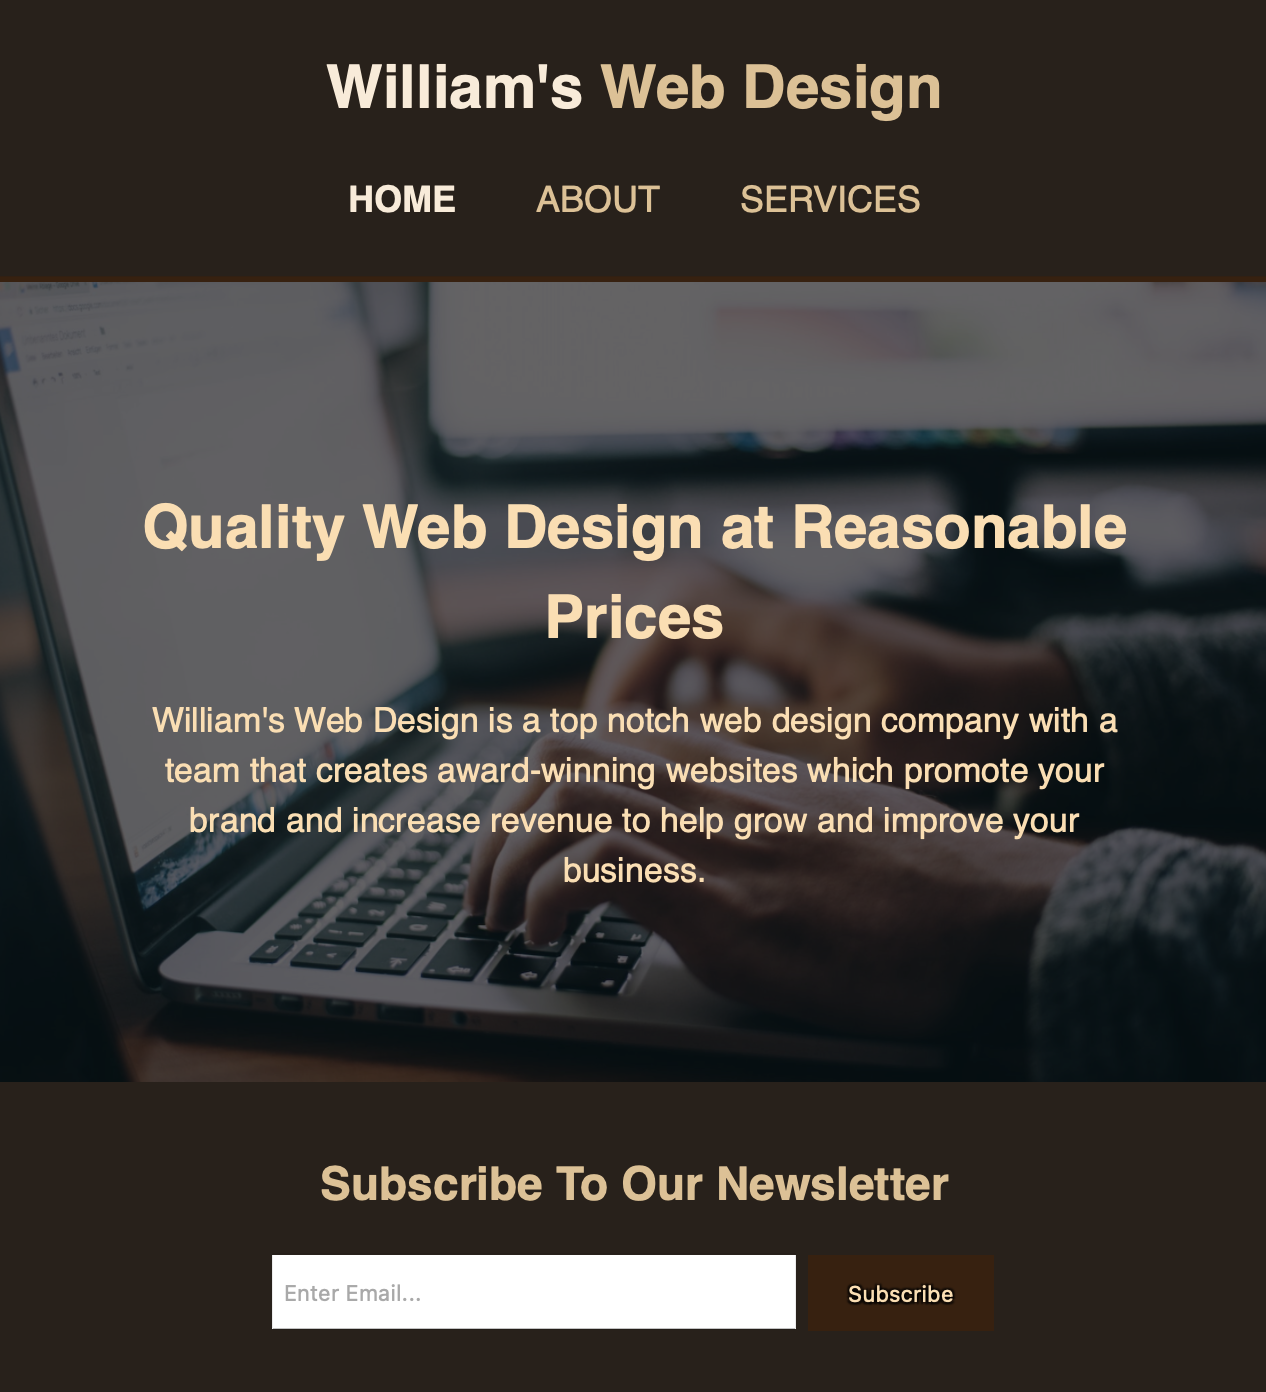 William's Web Design
HOME ABOUT SERVICES
Quality Web Design at Reasonable
Prices
William's Web Design is a top notch web design company with a
team that creates award-winning websites which promote your
brand and increase revenue to help grow and improve your
business.
Subscribe To Our Newsletter
Enter Email... Subscribe